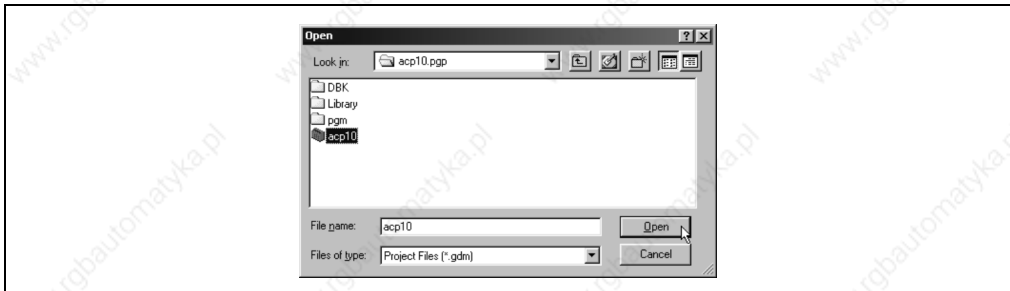 Open
Look in: acp10.pgp
DBK
Library
pgm
acp10
File name: acp10 Open
Files of type: Project Files (*.gdm) Cancel
www.rgbautomatyka.pl